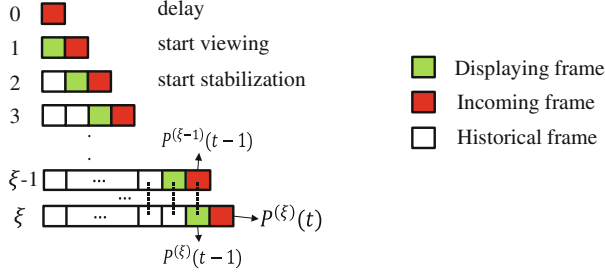 0 delay
1 start viewing
2 start stabilization
3
Displaying frame
Incoming frame
Historical frame
.
.
P^(ξ−1)(t−1)
ξ-1 ...
...
ξ ... P^(ξ)(t)
P^(ξ)(t−1)